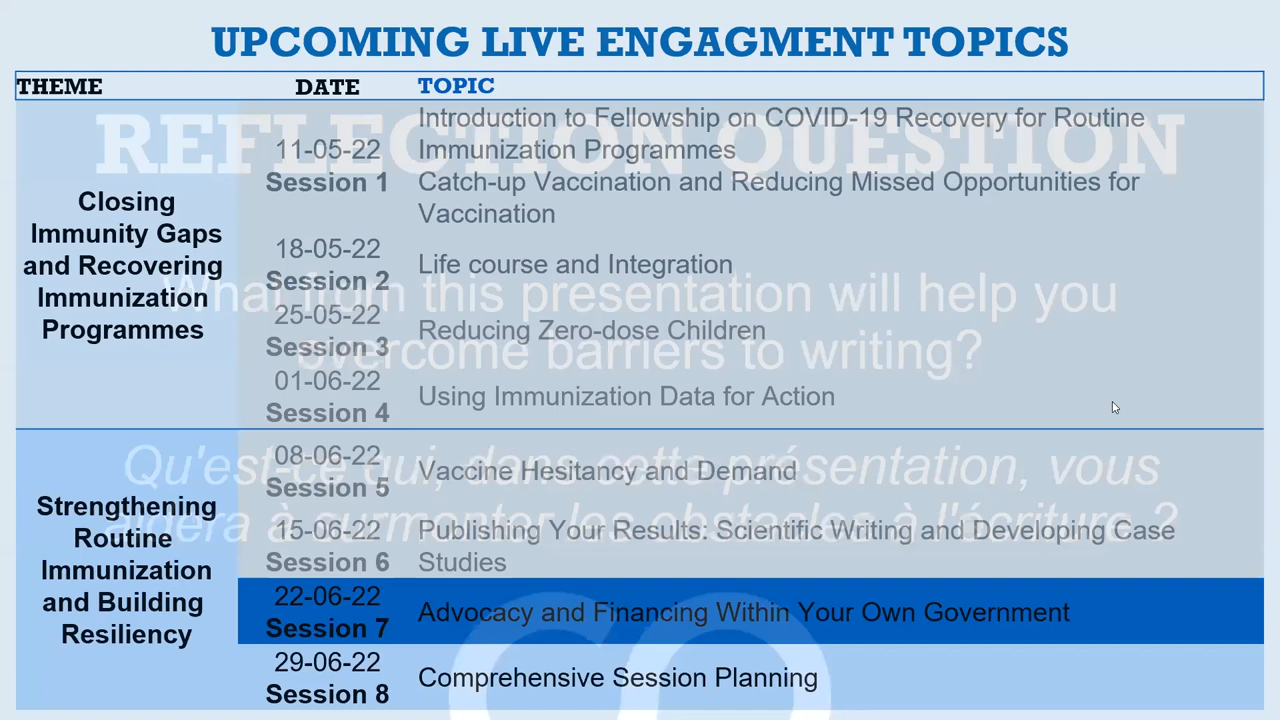 UPCOMING LIVE ENGAGMENT TOPICS
THEME DATE TOPIC
REFLECTION QUESTION
Closing
Immunity Gaps
and Recovering
Immunization
Programmes
11-05-22
Session 1
Introduction to Fellowship on COVID-19 Recovery for Routine
Immunization Programmes
Catch-up Vaccination and Reducing Missed Opportunities for
Vaccination
18-05-22
Session 2
Life course and Integration
25-05-22
Session 3
Reducing Zero-dose Children
01-06-22
Session 4
Using Immunization Data for Action
What from this presentation will help you
overcome barriers to writing?
Strengthening
Routine
Immunization
and Building
Resiliency
08-06-22
Session 5
Vaccine Hesitancy and Demand
15-06-22
Session 6
Publishing Your Results: Scientific Writing and Developing Case
Studies
22-06-22
Session 7
Advocacy and Financing Within Your Own Government
29-06-22
Session 8
Comprehensive Session Planning
Qu'est-ce qui, dans cette présentation, vous
aidera à surmonter les obstacles à l'écriture ?